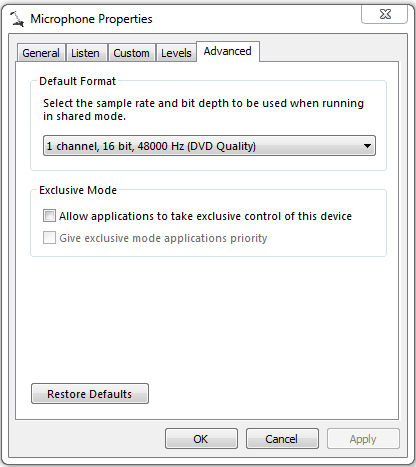 Microphone Properties
General Listen Custom Levels Advanced
Default Format
Select the sample rate and bit depth to be used when running
in shared mode.
1 channel, 16 bit, 48000 Hz (DVD Quality)
Exclusive Mode
Allow applications to take exclusive control of this device
Give exclusive mode applications priority
Restore Defaults
OK Cancel Apply